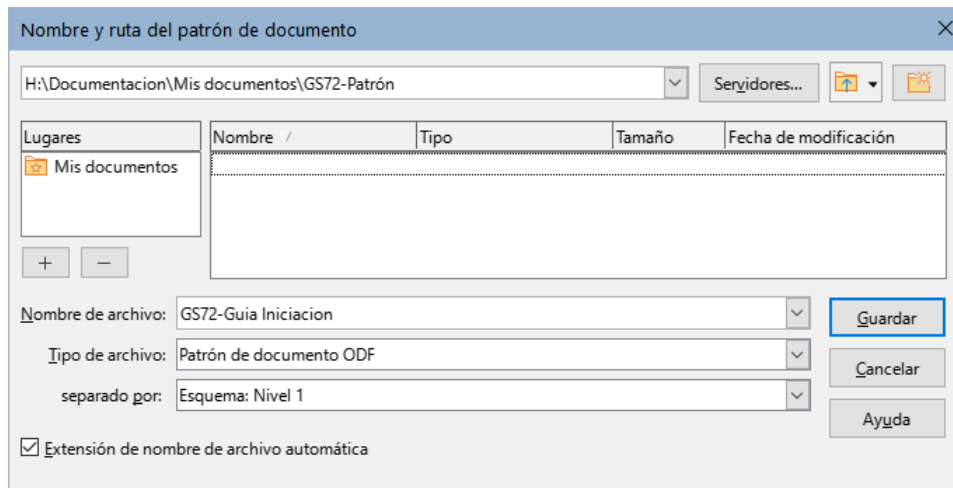 Nombre y ruta del patrón de documento
H:\Documentacion\Mis documentos\GS72-Patrón
Servidores...
Lugares
Nombre
Tipo
Tamaño
Fecha de modificación
Mis documentos
Nombre de archivo: GS72-Guia Iniciacion
Guardar
Tipo de archivo: Patrón de documento ODF
Cancelar
separado por: Esquema: Nivel 1
Ayuda
Extensión de nombre de archivo automática